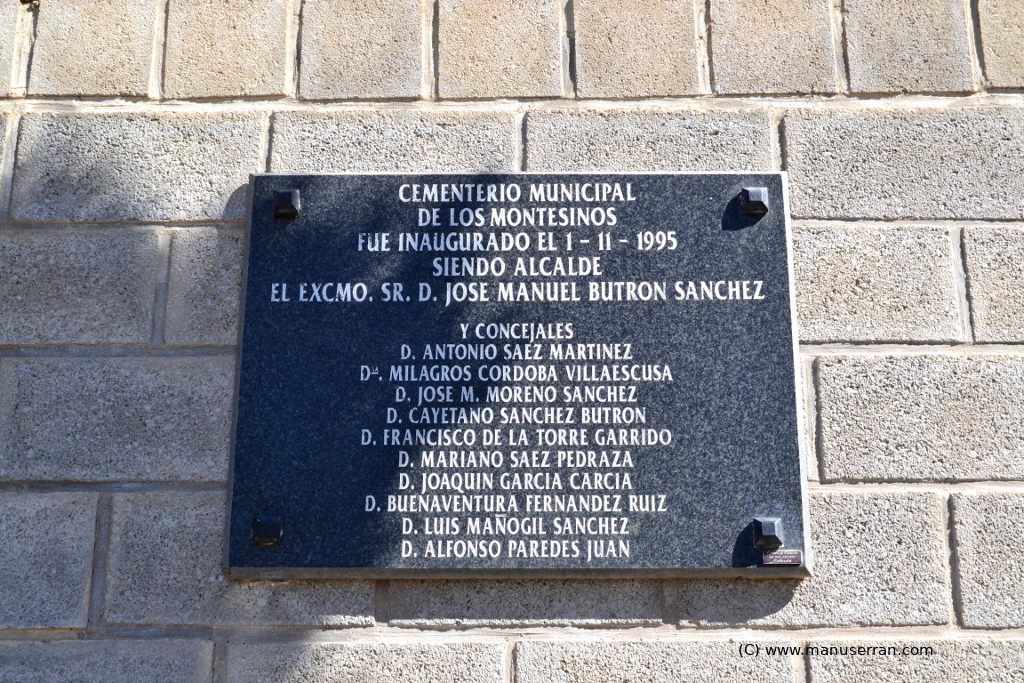 CEMENTERIO MUNICIPAL
DE LOS MONTESINOS
FUE INAUGURADO EL 1 - 11 - 1995
SIENDO ALCALDE
EL EXCMO. SR. D. JOSE MANUEL BUTRON SANCHEZ
Y CONCEJALES
D. ANTONIO SAEZ MARTINEZ
Dª. MILAGROS CORDOBA VILLAESCUSA
D. JOSE M. MORENO SANCHEZ
D. CAYETANO SANCHEZ BUTRON
D. FRANCISCO DE LA TORRE GARRIDO
D. MARIANO SAEZ PEDRAZA
D. JOAQUIN GARCIA CARCIA
D. BUENAVENTURA FERNANDEZ RUIZ
D. LUIS MAÑOGIL SANCHEZ
D. ALFONSO PAREDES JUAN
(C) www.manuserran.com